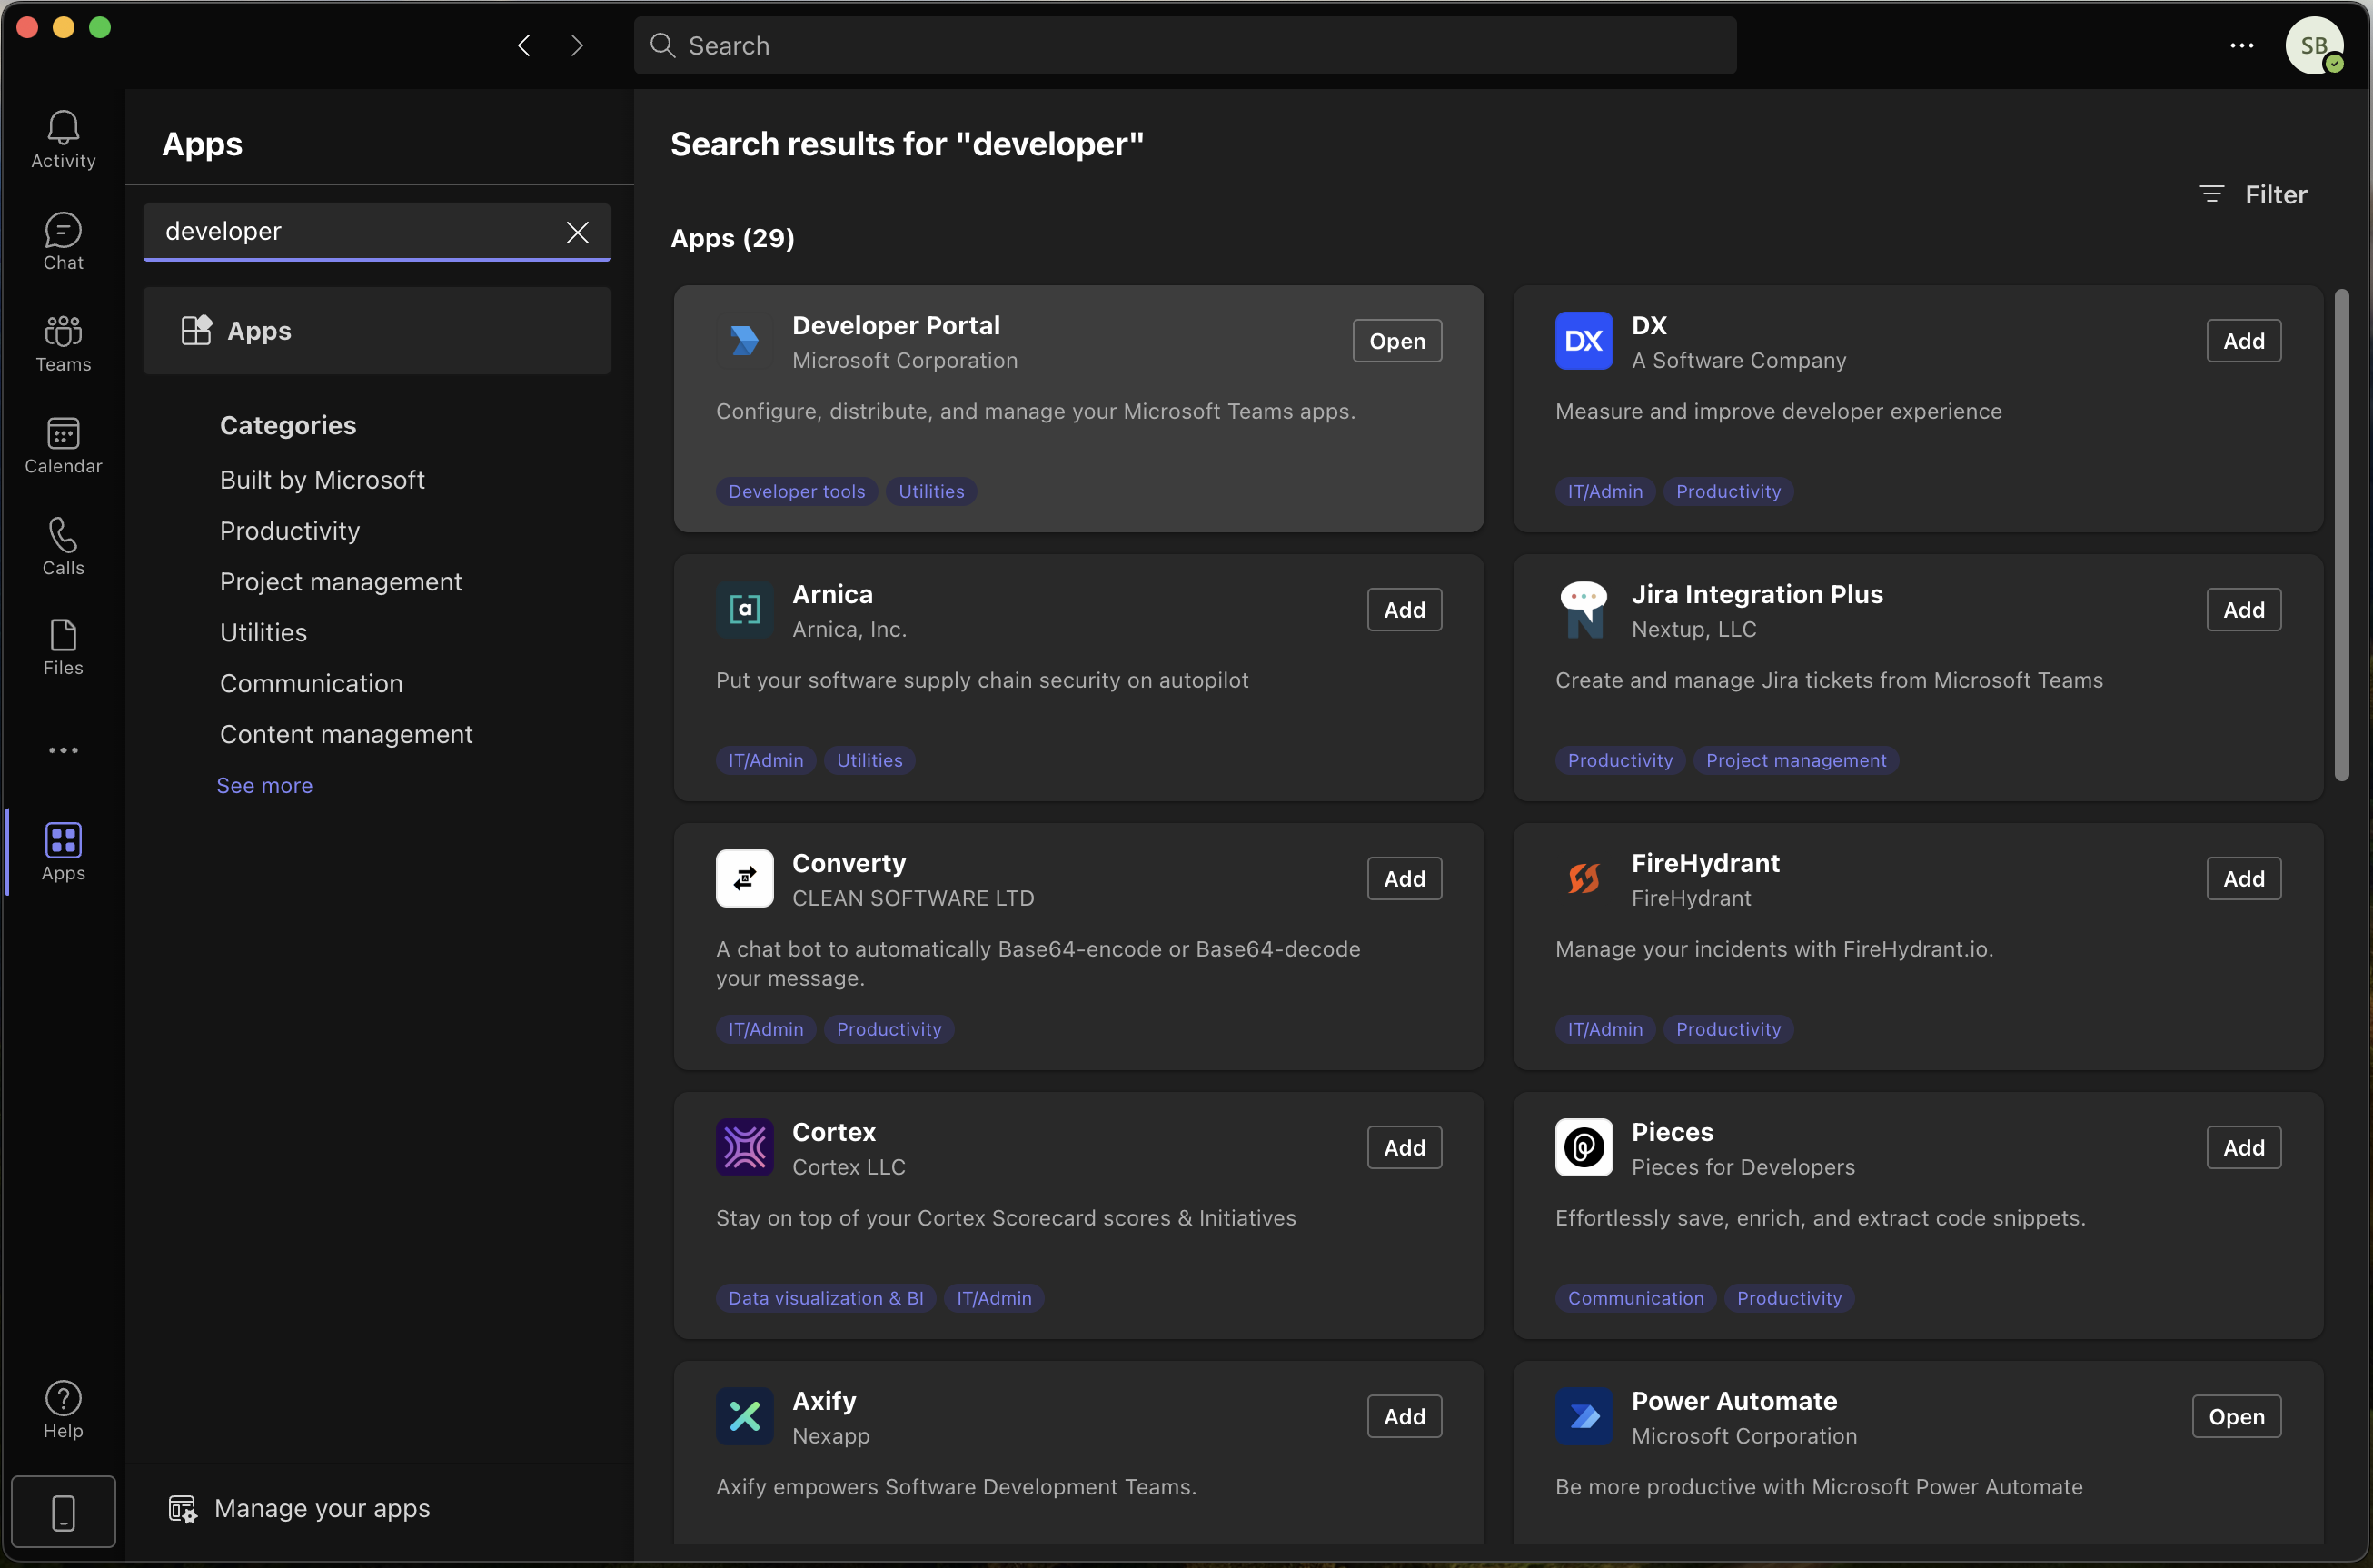 Search
SB
Activity
Chat
Teams
Calendar
Calls
Files
Apps
Help
Apps
developer
Apps
Categories
Built by Microsoft
Productivity
Project management
Utilities
Communication
Content management
See more
Manage your apps
Search results for "developer"
Filter
Apps (29)
Developer Portal
Microsoft Corporation
Open
Configure, distribute, and manage your Microsoft Teams apps.
Developer tools Utilities
DX
DX
A Software Company
Add
Measure and improve developer experience
IT/Admin Productivity
[a]
Arnica
Arnica, Inc.
Add
Put your software supply chain security on autopilot
IT/Admin Utilities
Jira Integration Plus
Nextup, LLC
Add
Create and manage Jira tickets from Microsoft Teams
Productivity Project management
Converty
CLEAN SOFTWARE LTD
Add
A chat bot to automatically Base64-encode or Base64-decode
your message.
IT/Admin Productivity
FireHydrant
FireHydrant
Add
Manage your incidents with FireHydrant.io.
IT/Admin Productivity
Cortex
Cortex LLC
Add
Stay on top of your Cortex Scorecard scores & Initiatives
Data visualization & BI IT/Admin
Pieces
Pieces for Developers
Add
Effortlessly save, enrich, and extract code snippets.
Communication Productivity
Axify
Nexapp
Add
Axify empowers Software Development Teams.
Power Automate
Microsoft Corporation
Open
Be more productive with Microsoft Power Automate